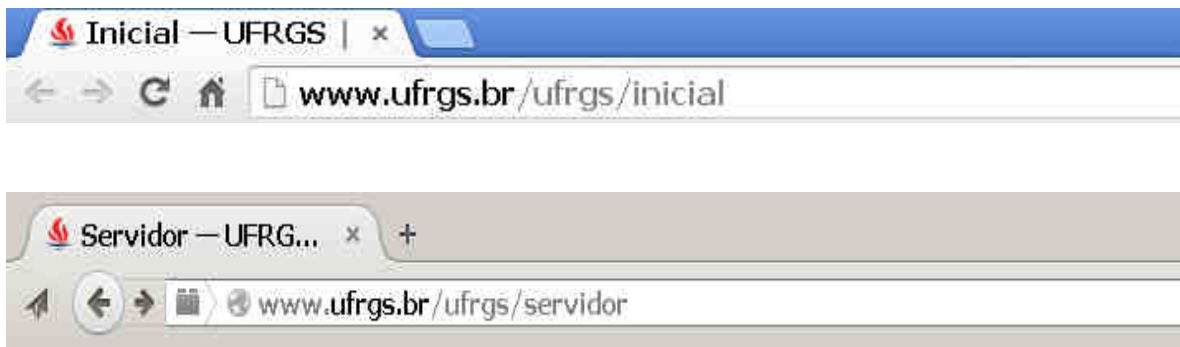 Inicial — UFRGS |
www.ufrgs.br/ufrgs/inicial
Servidor — UFRG...
www.ufrgs.br/ufrgs/servidor